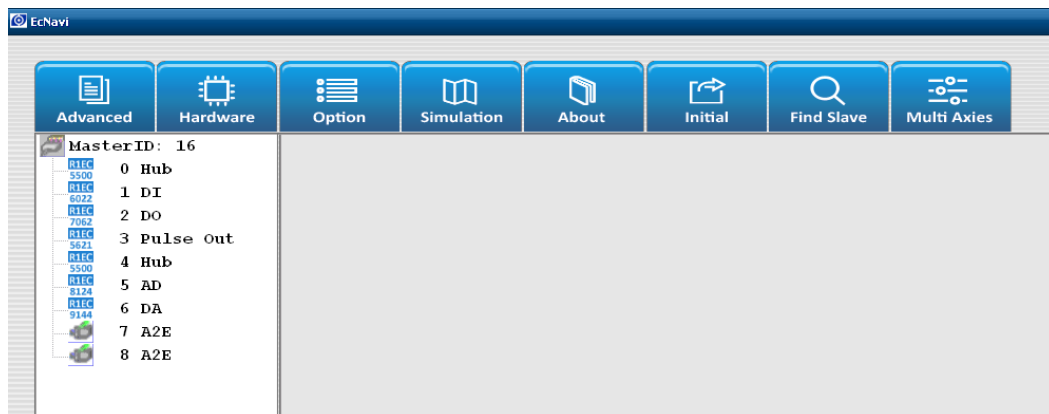 EcNavi
Advanced Hardware Option Simulation About Initial Find Slave Multi Axies
MasterID: 16
R1EC 5500 0 Hub
R1EC 6022 1 DI
R1EC 7062 2 DO
R1EC 5621 3 Pulse Out
R1EC 5500 4 Hub
R1EC 8124 5 AD
R1EC 9144 6 DA
7 A2E
8 A2E